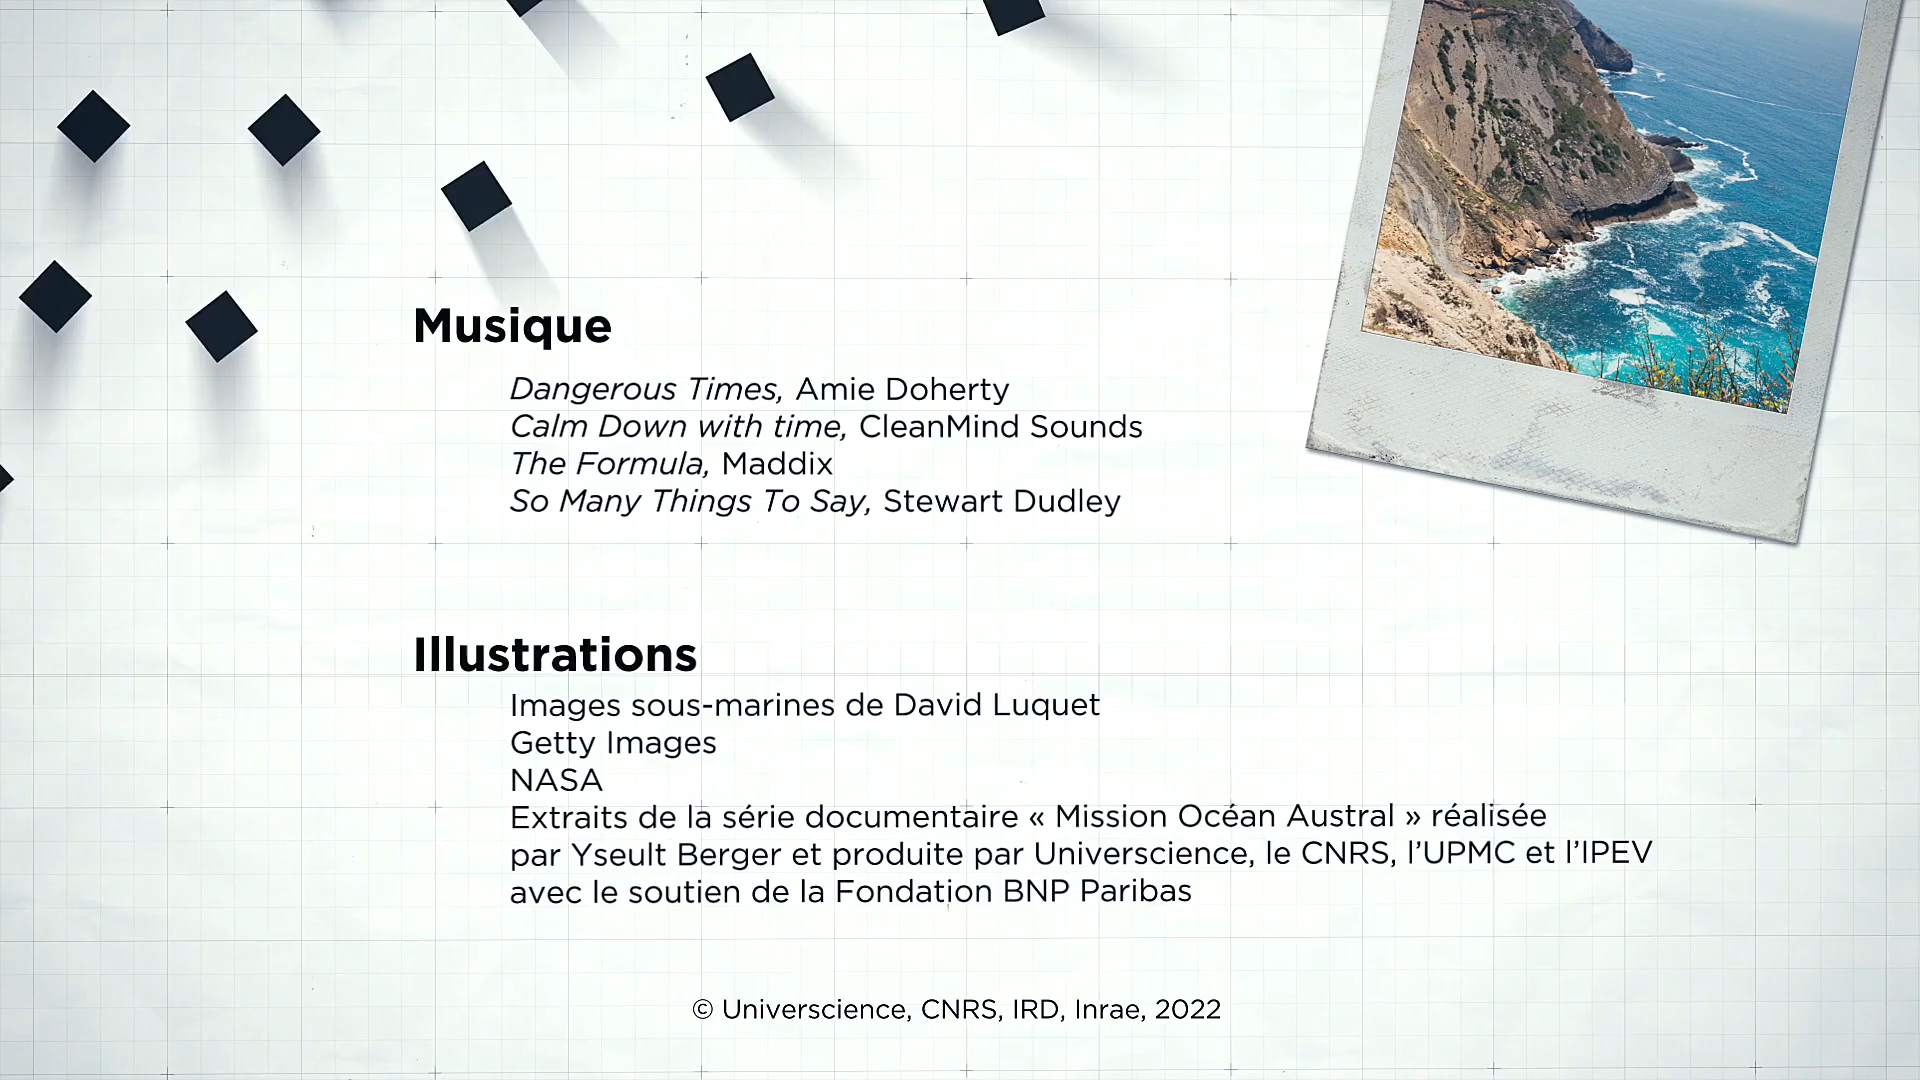 Musique
Dangerous Times, Amie Doherty
Calm Down with time, CleanMind Sounds
The Formula, Maddix
So Many Things To Say, Stewart Dudley
Illustrations
Images sous-marines de David Luquet
Getty Images
NASA
Extraits de la série documentaire « Mission Océan Austral » réalisée
par Yseult Berger et produite par Universcience, le CNRS, l’UPMC et l’IPEV
avec le soutien de la Fondation BNP Paribas
© Universcience, CNRS, IRD, Inrae, 2022